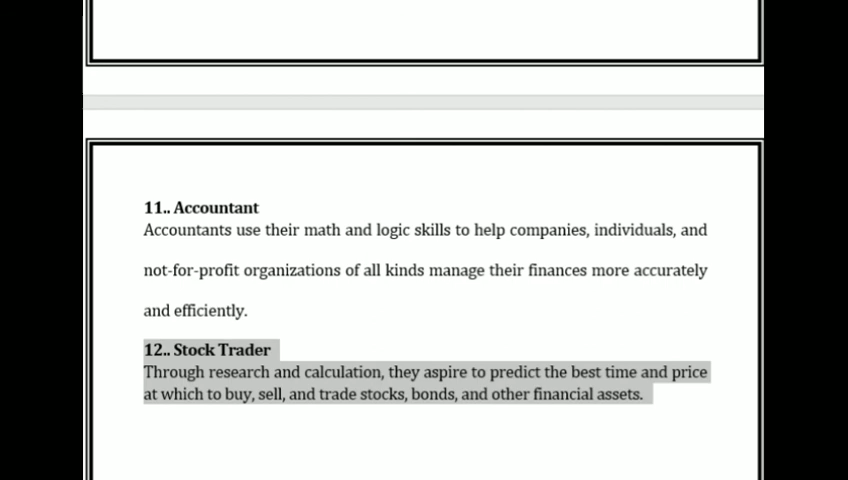 11.. Accountant
Accountants use their math and logic skills to help companies, individuals, and
not-for-profit organizations of all kinds manage their finances more accurately
and efficiently.
12.. Stock Trader
Through research and calculation, they aspire to predict the best time and price
at which to buy, sell, and trade stocks, bonds, and other financial assets.